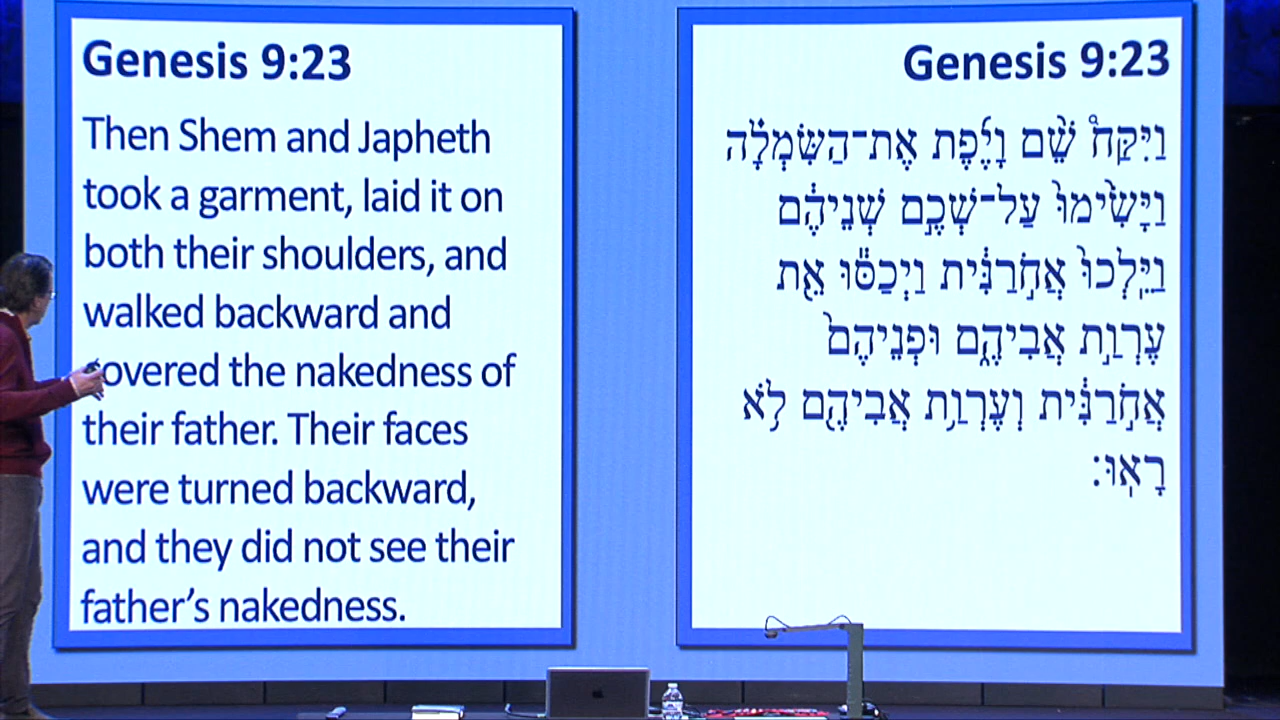 Genesis 9:23
Then Shem and Japheth
took a garment, laid it on
both their shoulders, and
walked backward and
covered the nakedness of
their father. Their faces
were turned backward,
and they did not see their
father’s nakedness.
Genesis 9:23
וַיִּקַּח֩ שֵׁ֨ם וָיֶ֜פֶת אֶת־הַשִּׂמְלָ֗ה
וַיָּשִׂ֙ימוּ֙ עַל־שְׁכֶ֣ם שְׁנֵיהֶ֔ם
וַיֵּֽלְכוּ֙ אֲחֹ֣רַנִּ֔ית וַיְכַסּ֕וּ אֵ֖ת
עֶרְוַ֣ת אֲבִיהֶ֑ם וּפְנֵיהֶם֙
אֲחֹ֣רַנִּ֔ית וְעֶרְוַ֥ת אֲבִיהֶ֖ם לֹ֥א
רָאֽוּ׃